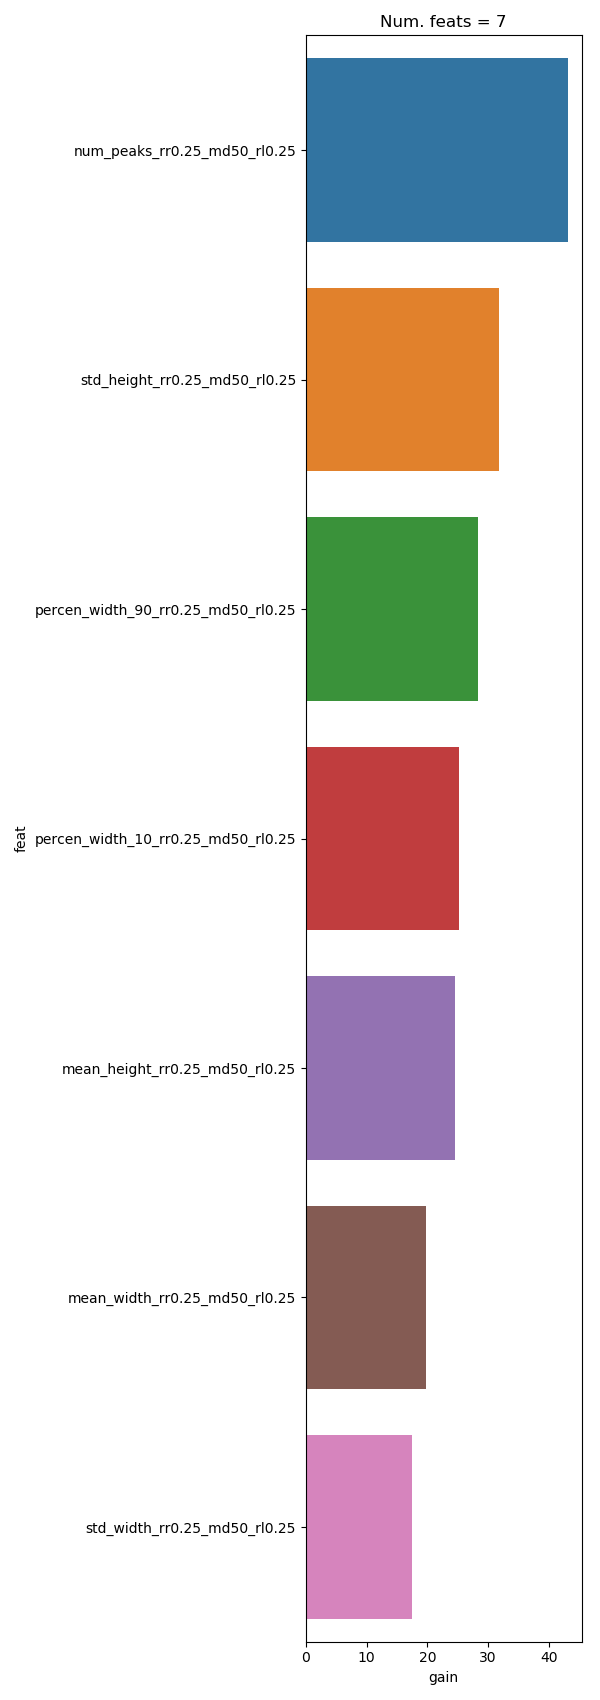 Num. feats = 7
num_peaks_rr0.25_md50_rl0.25
std_height_rr0.25_md50_rl0.25
percen_width_90_rr0.25_md50_rl0.25
percen_width_10_rr0.25_md50_rl0.25
feat
mean_height_rr0.25_md50_rl0.25
mean_width_rr0.25_md50_rl0.25
std_width_rr0.25_md50_rl0.25
0 10 20 30 40
gain